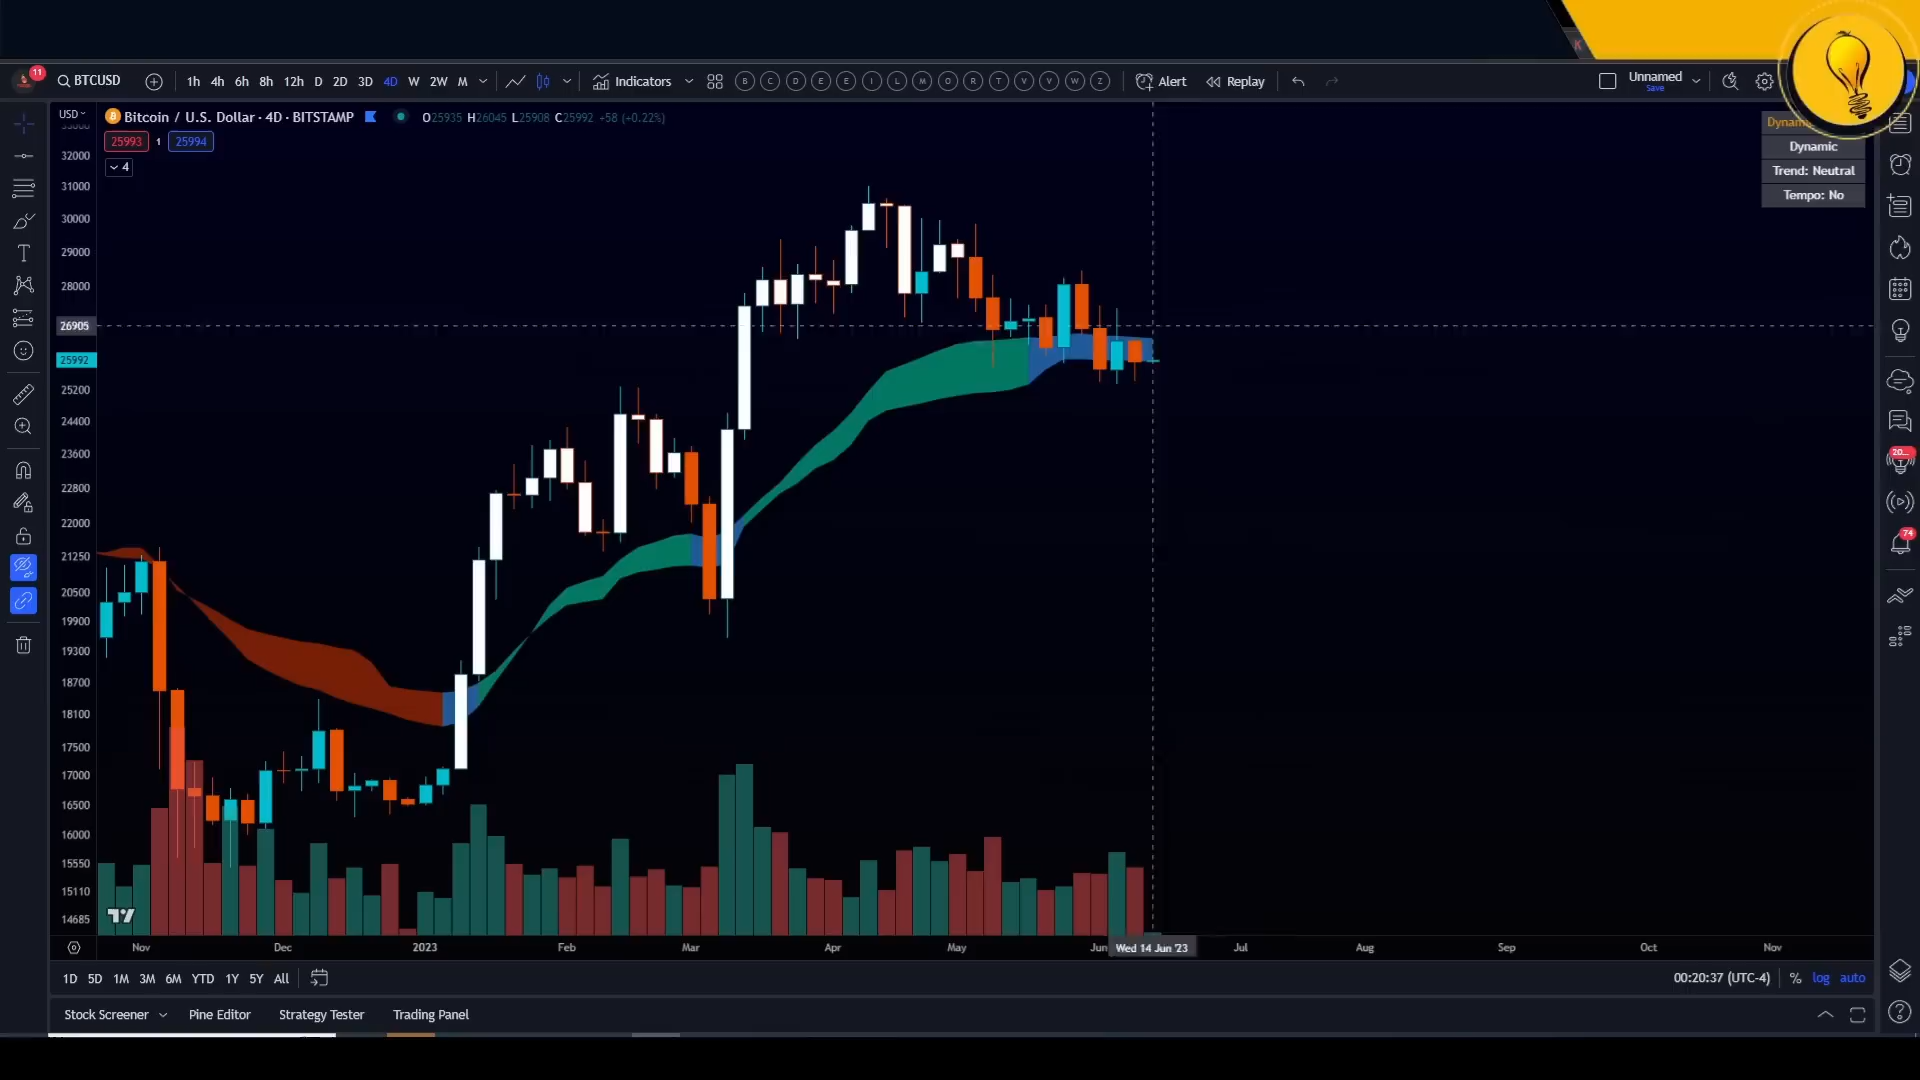 11
BTCUSD
1h 4h 6h 8h 12h D 2D 3D 4D W 2W M
Indicators
B C D E E I L M O R T V V W Z
Alert
Replay
Unnamed
Save
K
USD
Bitcoin / U.S. Dollar · 4D · BITSTAMP
O25935 H26045 L25908 C25992 +58 (+0.22%)
25993 1 25994
4
Dynamic
Trend: Neutral
Tempo: No
33000
32000
31000
30000
29000
28000
26905
25992
25200
24400
23600
22800
22000
21250
20500
19900
19300
18700
18100
17500
17000
16500
16000
15550
15110
14685
20...
74
Nov Dec 2023 Feb Mar Apr May Jun Wed 14 Jun '23 Jul Aug Sep Oct Nov
1D 5D 1M 3M 6M YTD 1Y 5Y All
00:20:37 (UTC-4) % log auto
Stock Screener Pine Editor Strategy Tester Trading Panel